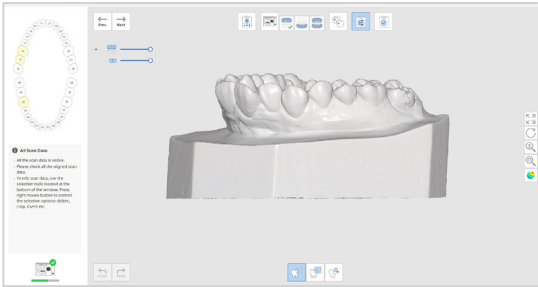 Prev
Next
All Scan Data
- All the scan data is visible.
- Please check all the aligned scan
data.
- To edit scan data, use the
selection tools located at the
bottom of the window. Press
right mouse button to control
the selection options: delete,
crop, invert etc.